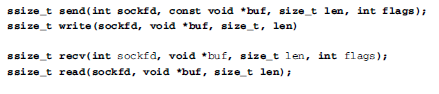 ssize_t send(int sockfd, const void *buf, size_t len, int flags);
ssize_t write(sockfd, void *buf, size_t, len)
ssize_t recv(int sockfd, void *buf, size_t len, int flags);
ssize_t read(sockfd, void *buf, size_t len);